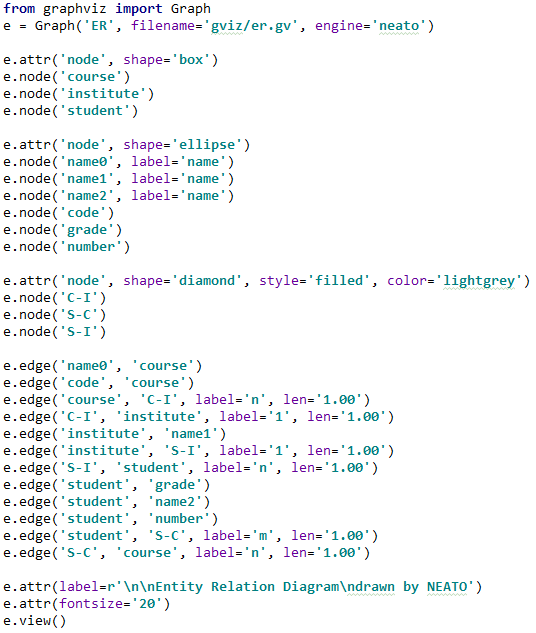 from graphviz import Graph
e = Graph('ER', filename='gviz/er.gv', engine='neato')
e.attr('node', shape='box')
e.node('course')
e.node('institute')
e.node('student')
e.attr('node', shape='ellipse')
e.node('name0', label='name')
e.node('name1', label='name')
e.node('name2', label='name')
e.node('code')
e.node('grade')
e.node('number')
e.attr('node', shape='diamond', style='filled', color='lightgrey')
e.node('C-I')
e.node('S-C')
e.node('S-I')
e.edge('name0', 'course')
e.edge('code', 'course')
e.edge('course', 'C-I', label='n', len='1.00')
e.edge('C-I', 'institute', label='1', len='1.00')
e.edge('institute', 'name1')
e.edge('institute', 'S-I', label='1', len='1.00')
e.edge('S-I', 'student', label='n', len='1.00')
e.edge('student', 'grade')
e.edge('student', 'name2')
e.edge('student', 'number')
e.edge('student', 'S-C', label='m', len='1.00')
e.edge('S-C', 'course', label='n', len='1.00')
e.attr(label=r'\n\nEntity Relation Diagram\ndrawn by NEATO')
e.attr(fontsize='20')
e.view()